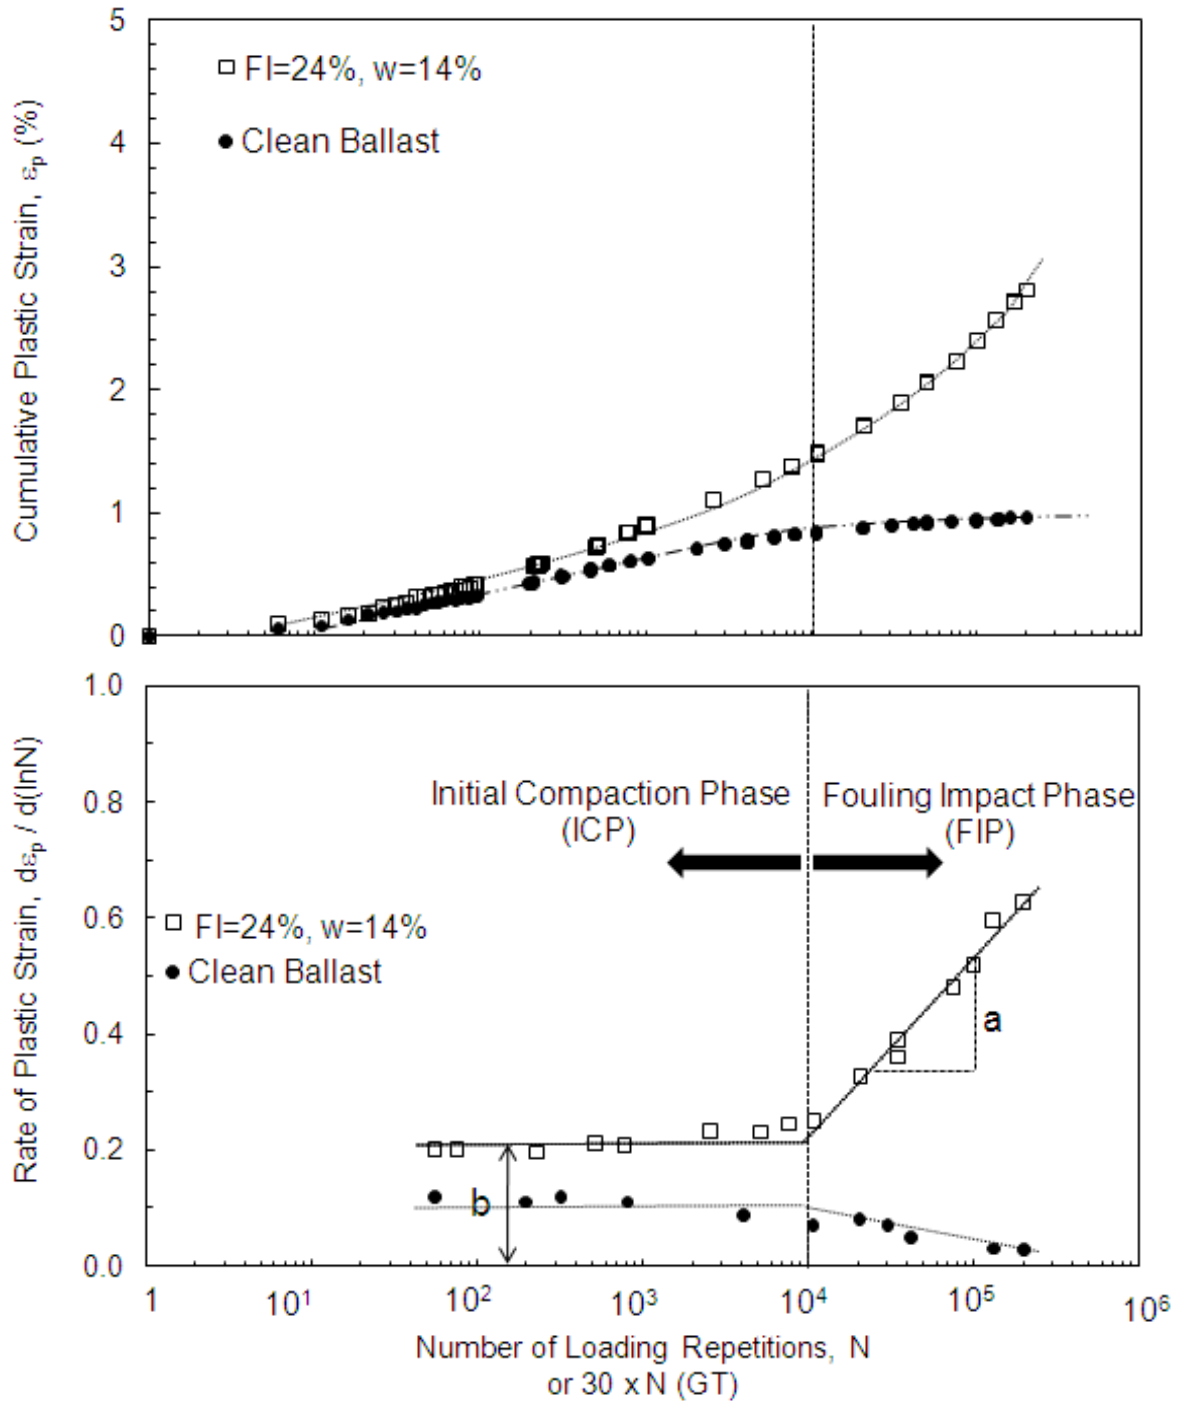 5
4
3
2
1
0
Cumulative Plastic Strain, εp (%)
FI=24%, w=14%
Clean Ballast
1.0
0.8
0.6
0.4
0.2
0.0
Rate of Plastic Strain, dεp / d(lnN)
Initial Compaction Phase
(ICP)
Fouling Impact Phase
(FIP)
FI=24%, w=14%
Clean Ballast
a
b
1 10¹ 10² 10³ 10⁴ 10⁵ 10⁶
Number of Loading Repetitions, N
or 30 x N (GT)